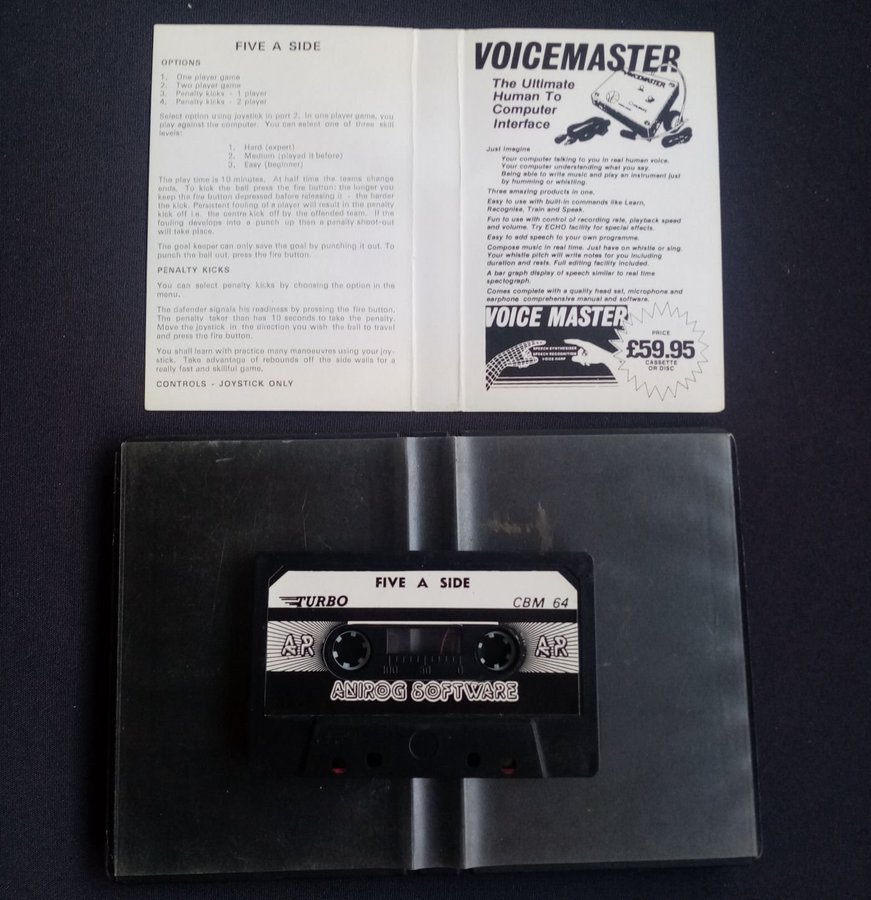 FIVE A SIDE
OPTIONS
1. One player game
2. Two player game
3. Penalty kicks - 1 player
4. Penalty kicks - 2 player
Select option using joystick in port 2. In one player game, you
play against the computer. You can select one of three skill
levels:
1. Hard (expert)
2. Medium (played it before)
3. Easy (beginner)
The play time is 10 minutes. At half time the teams change
ends. To kick the ball press the fire button: the longer you
keep the fire button depressed before releasing it - the harder
the kick. Persistent fouling of a player will result in the penalty
kick off i.e. the centre kick off by the offended team. If the
fouling develops into a punch up then a penalty shoot-out
will take place.
The goal keeper can only save the goal by punching it out. To
punch the ball out, press the fire button.
PENALTY KICKS
You can select penalty kicks by choosing the option in the
menu.
The defender signals his readiness by pressing the fire button.
The penalty taker then has 10 seconds to take the penalty.
Move the joystick in the direction you wish the ball to travel
and press the fire button.
You shall learn with practice many manoeuvres using your joy-
stick. Take advantage of rebounds off the side walls for a
really fast and skillful game.
CONTROLS - JOYSTICK ONLY
VOICEMASTER
The Ultimate
Human To
Computer
Interface
VOICEMASTER
Just Imagine
Your computer talking to you in real human voice.
Your computer understanding what you say.
Being able to write music and play an instrument just
by humming or whistling.
Three amazing products in one.
Easy to use with built-in commands like Learn,
Recognise, Train and Speak.
Fun to use with control of recording rate, playback speed
and volume. Try ECHO facility for special effects.
Easy to add speech to your own programme.
Compose music in real time. Just hum or whistle or sing.
Your whistle pitch will write notes for you including
duration and rests. Full editing facility included.
A bar graph display of speech similar to real time
spectograph.
Comes complete with a quality head set, microphone and
earphone comprehensive manual and software.
VOICE MASTER
SPEECH SYNTHESISER
SPEECH RECOGNITION
VOICE HARP
PRICE
£59.95
CASSETTE
OR DISC
FIVE A SIDE
TURBO
CBM 64
AR
AR
100 50 0
ANIROG SOFTWARE